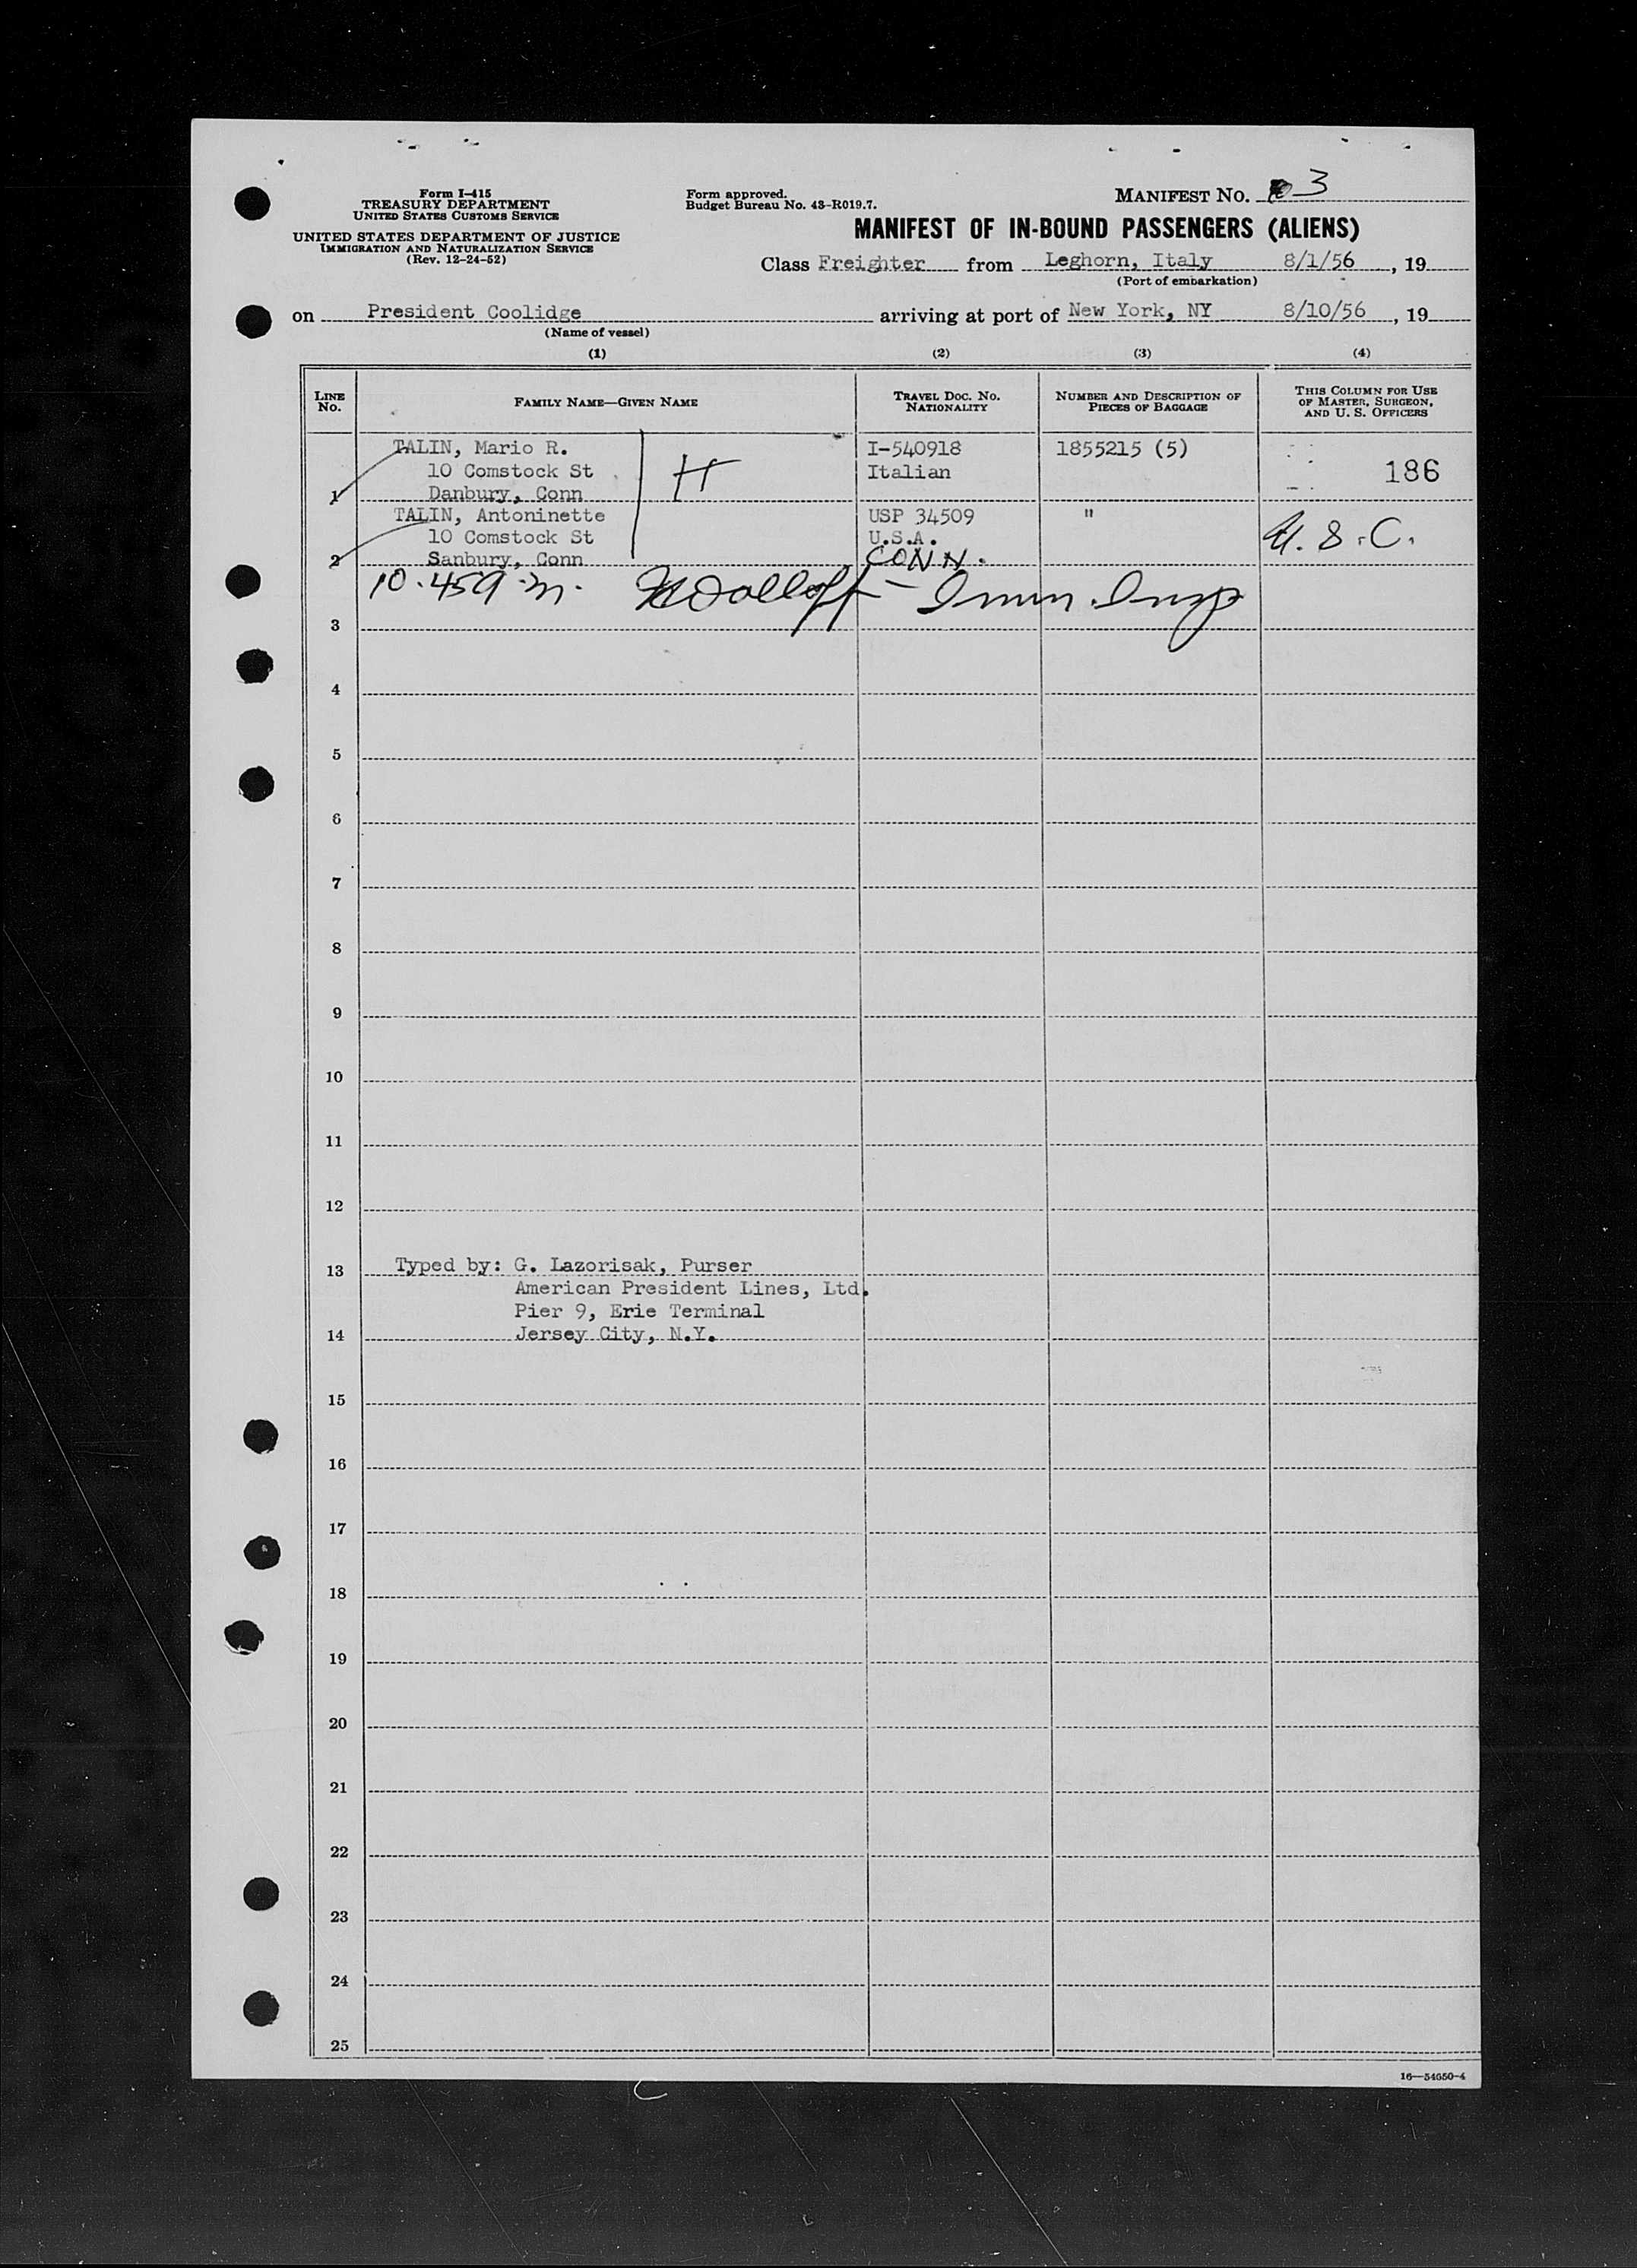 Form I-415
TREASURY DEPARTMENT
UNITED STATES CUSTOMS SERVICE
UNITED STATES DEPARTMENT OF JUSTICE
IMMIGRATION AND NATURALIZATION SERVICE
(Rev. 12-24-52)
Form approved.
Budget Bureau No. 43-R019.7.
MANIFEST NO. 3
MANIFEST OF IN-BOUND PASSENGERS (ALIENS)
Class Freighter from Leghorn, Italy 8/1/56, 19
(Port of embarkation)
on President Coolidge arriving at port of New York, NY 8/10/56, 19
(Name of vessel)
(1) (2) (3) (4)
LINE NO. FAMILY NAME—GIVEN NAME TRAVEL DOC. NO. NATIONALITY NUMBER AND DESCRIPTION OF PIECES OF BAGGAGE THIS COLUMN FOR USE OF MASTER, SURGEON, AND U. S. OFFICERS
TALIN, Mario R. I-540918 1855215 (5)
10 Comstock St H Italian 186
1 Danbury, Conn
TALIN, Antoninette USP 34509 "
10 Comstock St U.S.A. U.S.C.
2 Sanbury, Conn CONN.
10.45a.m. Imm. Insp
3
4
5
6
7
8
9
10
11
12
13 Typed by: G. Lazorisak, Purser
American President Lines, Ltd.
Pier 9, Erie Terminal
14 Jersey City, N.Y.
15
16
17
18
19
20
21
22
23
24
25
16—54650-4